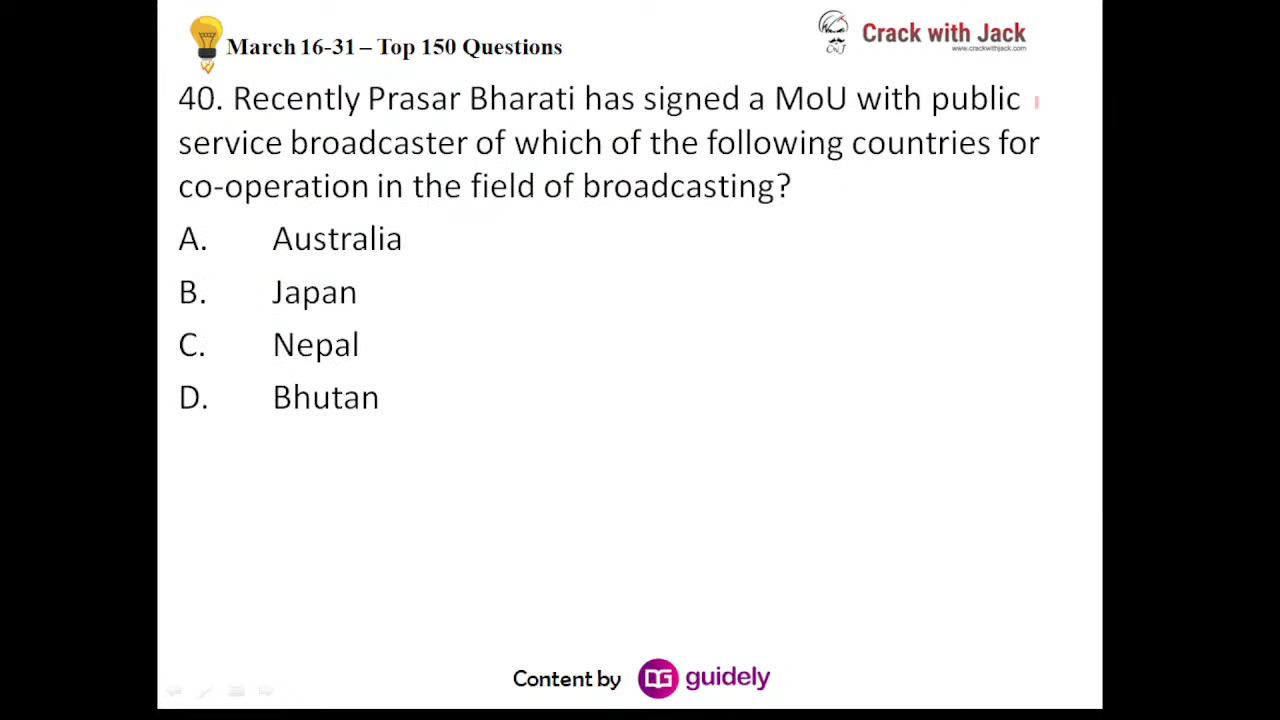 March 16-31 – Top 150 Questions
Crack with Jack
www.crackwithjack.com
CWJ
40. Recently Prasar Bharati has signed a MoU with public
service broadcaster of which of the following countries for
co-operation in the field of broadcasting?
A. Australia
B. Japan
C. Nepal
D. Bhutan
Content by guidely